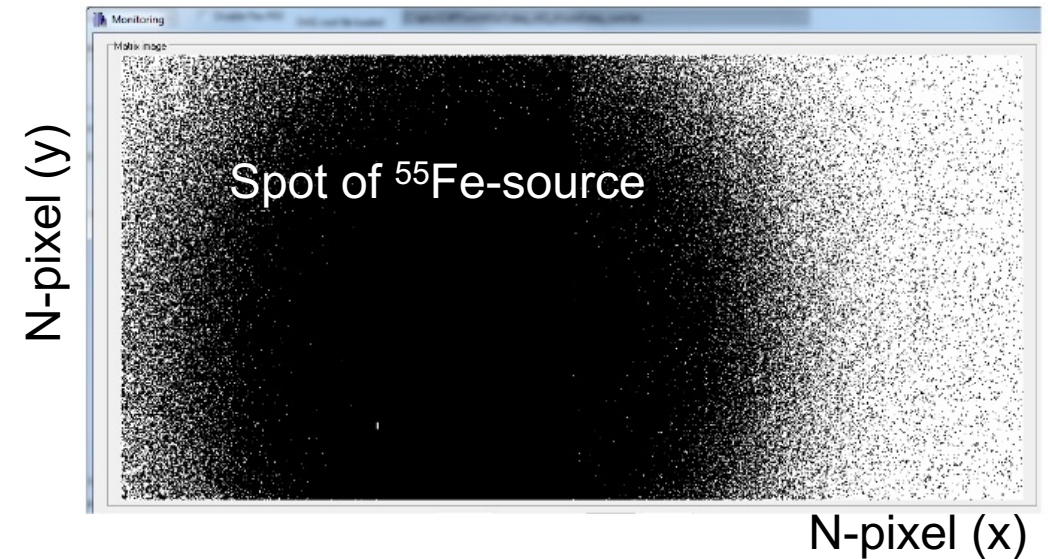 Monitoring
Matrix image
Spot of ⁵⁵Fe-source
N-pixel (y)
N-pixel (x)